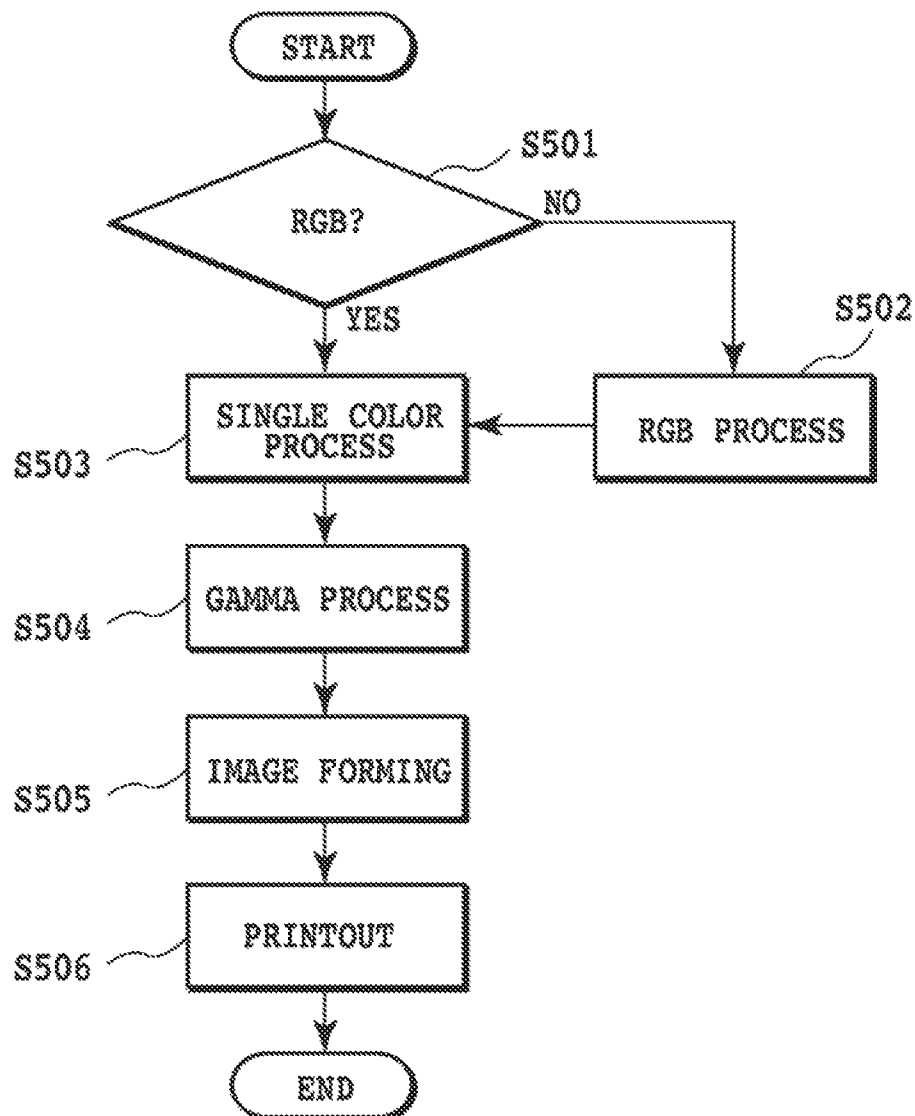 START
S501
RGB?
NO
YES
S502
SINGLE COLOR
PROCESS
RGB PROCESS
S503
GAMMA PROCESS
S504
IMAGE FORMING
S505
PRINTOUT
S506
END